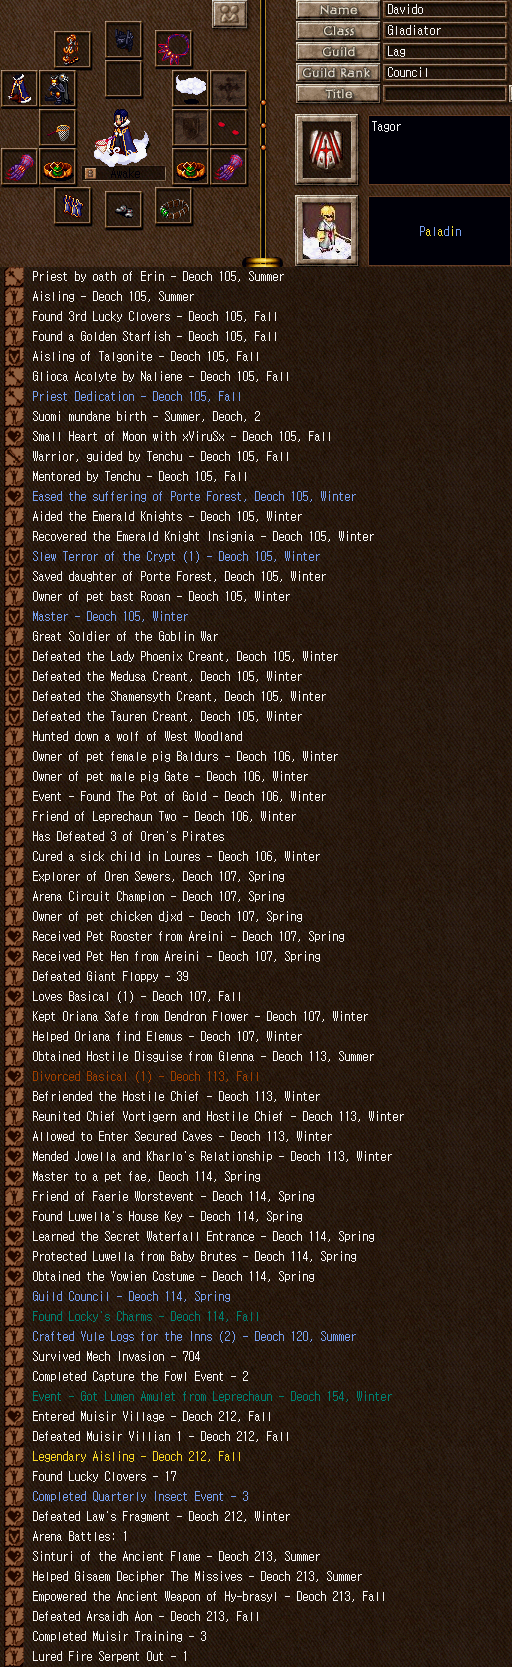 Name Davido
Class Gladiator
Guild Lag
Guild Rank Council
Title
Tagor
Awake
Paladin
Priest by oath of Erin - Deoch 105, Summer
Aisling - Deoch 105, Summer
Found 3rd Lucky Clovers - Deoch 105, Fall
Found a Golden Starfish - Deoch 105, Fall
Aisling of Talgonite - Deoch 105, Fall
Glioca Acolyte by Naliene - Deoch 105, Fall
Priest Dedication - Deoch 105, Fall
Suomi mundane birth - Summer, Deoch, 2
Small Heart of Moon with xViruSx - Deoch 105, Fall
Warrior, guided by Tenchu - Deoch 105, Fall
Mentored by Tenchu - Deoch 105, Fall
Eased the suffering of Porte Forest, Deoch 105, Winter
Aided the Emerald Knights - Deoch 105, Winter
Recovered the Emerald Knight Insignia - Deoch 105, Winter
Slew Terror of the Crypt (1) - Deoch 105, Winter
Saved daughter of Porte Forest, Deoch 105, Winter
Owner of pet bast Rooan - Deoch 105, Winter
Master - Deoch 105, Winter
Great Soldier of the Goblin War
Defeated the Lady Phoenix Creant, Deoch 105, Winter
Defeated the Medusa Creant, Deoch 105, Winter
Defeated the Shamensyth Creant, Deoch 105, Winter
Defeated the Tauren Creant, Deoch 105, Winter
Hunted down a wolf of West Woodland
Owner of pet female pig Baldurs - Deoch 106, Winter
Owner of pet male pig Gate - Deoch 106, Winter
Event - Found The Pot of Gold - Deoch 106, Winter
Friend of Leprechaun Two - Deoch 106, Winter
Has Defeated 3 of Oren's Pirates
Cured a sick child in Loures - Deoch 106, Winter
Explorer of Oren Sewers, Deoch 107, Spring
Arena Circuit Champion - Deoch 107, Spring
Owner of pet chicken djxd - Deoch 107, Spring
Received Pet Rooster from Areini - Deoch 107, Spring
Received Pet Hen from Areini - Deoch 107, Spring
Defeated Giant Floppy - 39
Loves Basical (1) - Deoch 107, Fall
Kept Oriana Safe from Dendron Flower - Deoch 107, Winter
Helped Oriana find Elemus - Deoch 107, Winter
Obtained Hostile Disguise from Glenna - Deoch 113, Summer
Divorced Basical (1) - Deoch 113, Fall
Befriended the Hostile Chief - Deoch 113, Winter
Reunited Chief Vortigern and Hostile Chief - Deoch 113, Winter
Allowed to Enter Secured Caves - Deoch 113, Winter
Mended Jowella and Kharlo's Relationship - Deoch 113, Winter
Master to a pet fae, Deoch 114, Spring
Friend of Faerie Worstevent - Deoch 114, Spring
Found Luwella's House Key - Deoch 114, Spring
Learned the Secret Waterfall Entrance - Deoch 114, Spring
Protected Luwella from Baby Brutes - Deoch 114, Spring
Obtained the Yowien Costume - Deoch 114, Spring
Guild Council - Deoch 114, Spring
Found Locky's Charms - Deoch 114, Fall
Crafted Yule Logs for the Inns (2) - Deoch 120, Summer
Survived Mech Invasion - 704
Completed Capture the Fowl Event - 2
Event - Got Lumen Amulet from Leprechaun - Deoch 154, Winter
Entered Muisir Village - Deoch 212, Fall
Defeated Muisir Villian 1 - Deoch 212, Fall
Legendary Aisling - Deoch 212, Fall
Found Lucky Clovers - 17
Completed Quarterly Insect Event - 3
Defeated Law's Fragment - Deoch 212, Winter
Arena Battles: 1
Sinturi of the Ancient Flame - Deoch 213, Summer
Helped Gisaem Decipher The Missives - Deoch 213, Summer
Empowered the Ancient Weapon of Hy-brasyl - Deoch 213, Fall
Defeated Arsaidh Aon - Deoch 213, Fall
Completed Muisir Training - 3
Lured Fire Serpent Out - 1